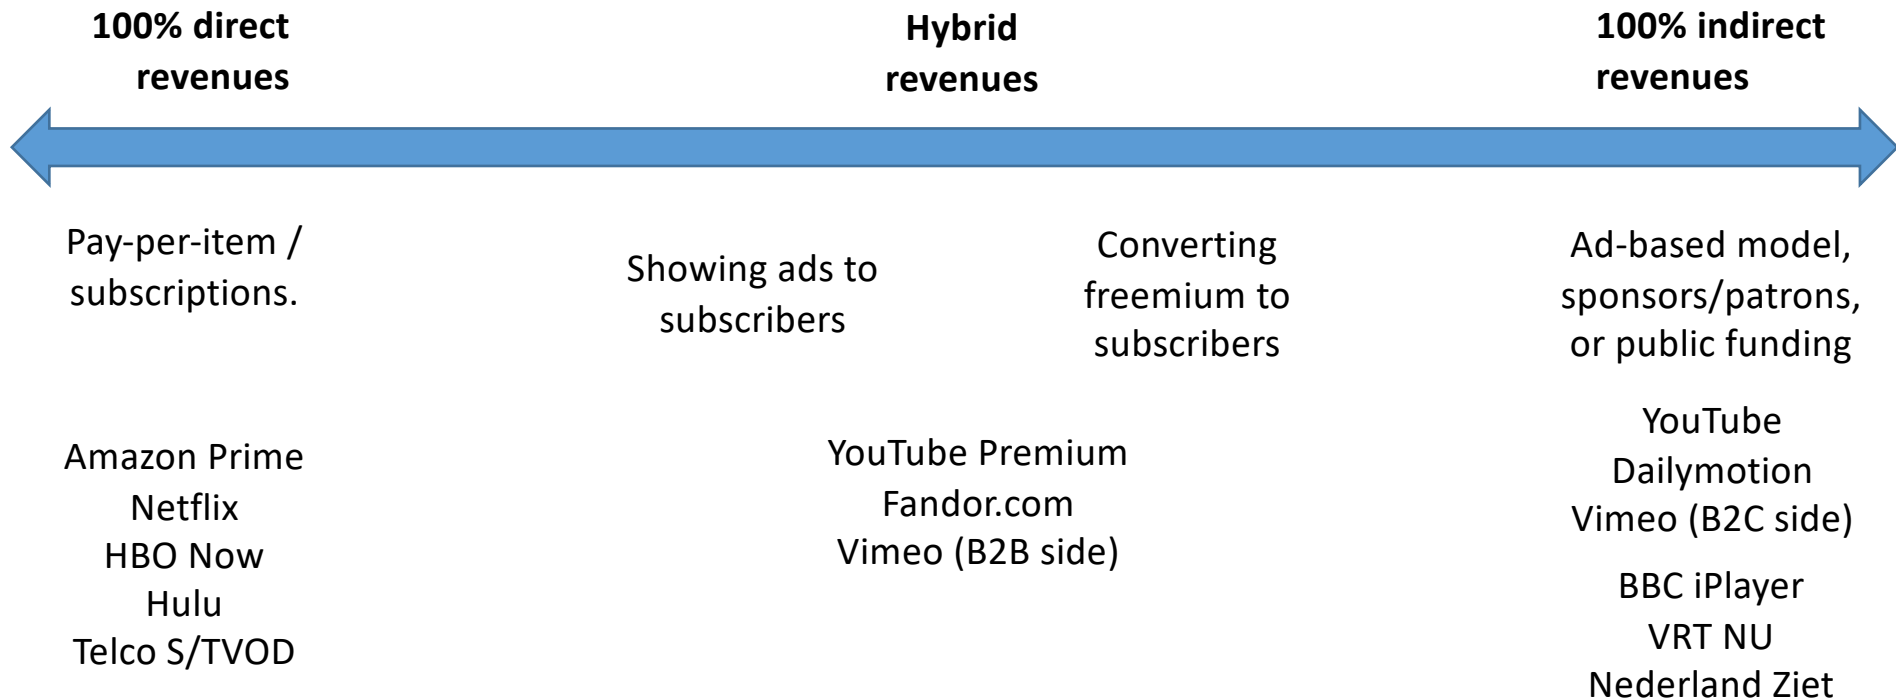 100% direct
revenues
Hybrid
revenues
100% indirect
revenues
Pay-per-item /
subscriptions.
Showing ads to
subscribers
Converting
freemium to
subscribers
Ad-based model,
sponsors/patrons,
or public funding
Amazon Prime
Netflix
HBO Now
Hulu
Telco S/TVOD
YouTube Premium
Fandor.com
Vimeo (B2B side)
YouTube
Dailymotion
Vimeo (B2C side)
BBC iPlayer
VRT NU
Nederland Ziet